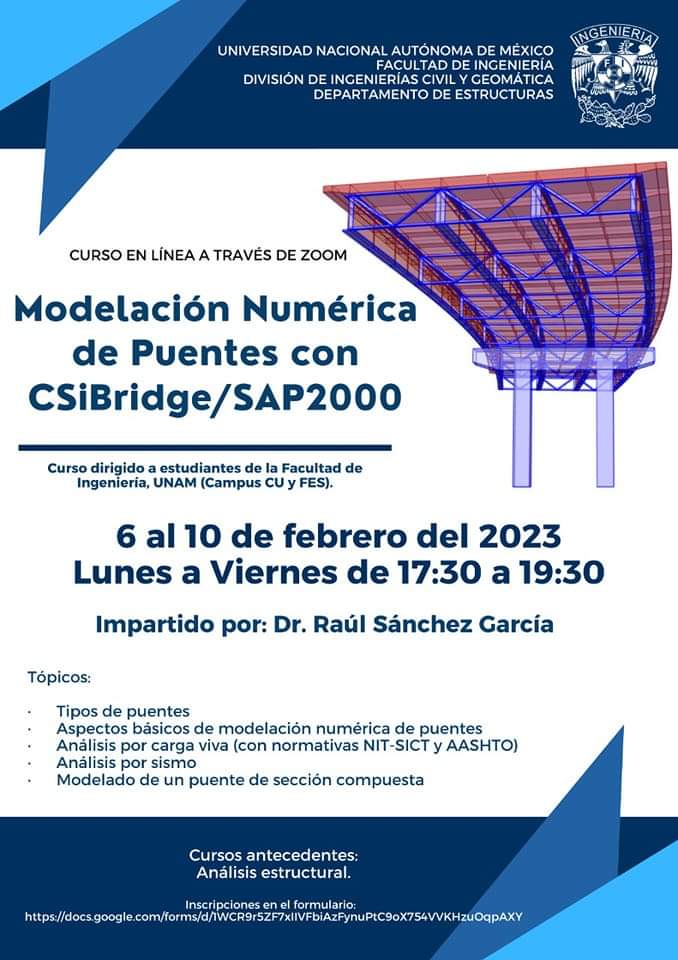 UNIVERSIDAD NACIONAL AUTÓNOMA DE MÉXICO
FACULTAD DE INGENIERÍA
DIVISIÓN DE INGENIERÍAS CIVIL Y GEOMÁTICA
DEPARTAMENTO DE ESTRUCTURAS
INGENIERIA
CURSO EN LÍNEA A TRAVÉS DE ZOOM
Modelación Numérica
de Puentes con
CSiBridge/SAP2000
Curso dirigido a estudiantes de la Facultad de
Ingeniería, UNAM (Campus CU y FES).
6 al 10 de febrero del 2023
Lunes a Viernes de 17:30 a 19:30
Impartido por: Dr. Raúl Sánchez García
Tópicos:
· Tipos de puentes
· Aspectos básicos de modelación numérica de puentes
· Análisis por carga viva (con normativas NIT-SICT y AASHTO)
· Análisis por sismo
· Modelado de un puente de sección compuesta
Cursos antecedentes:
Análisis estructural.
Inscripciones en el formulario:
https://docs.google.com/forms/d/1WCR9r5ZF7xIIVFbiAzFynuPtC9oX754VVKHzuOqpAXY